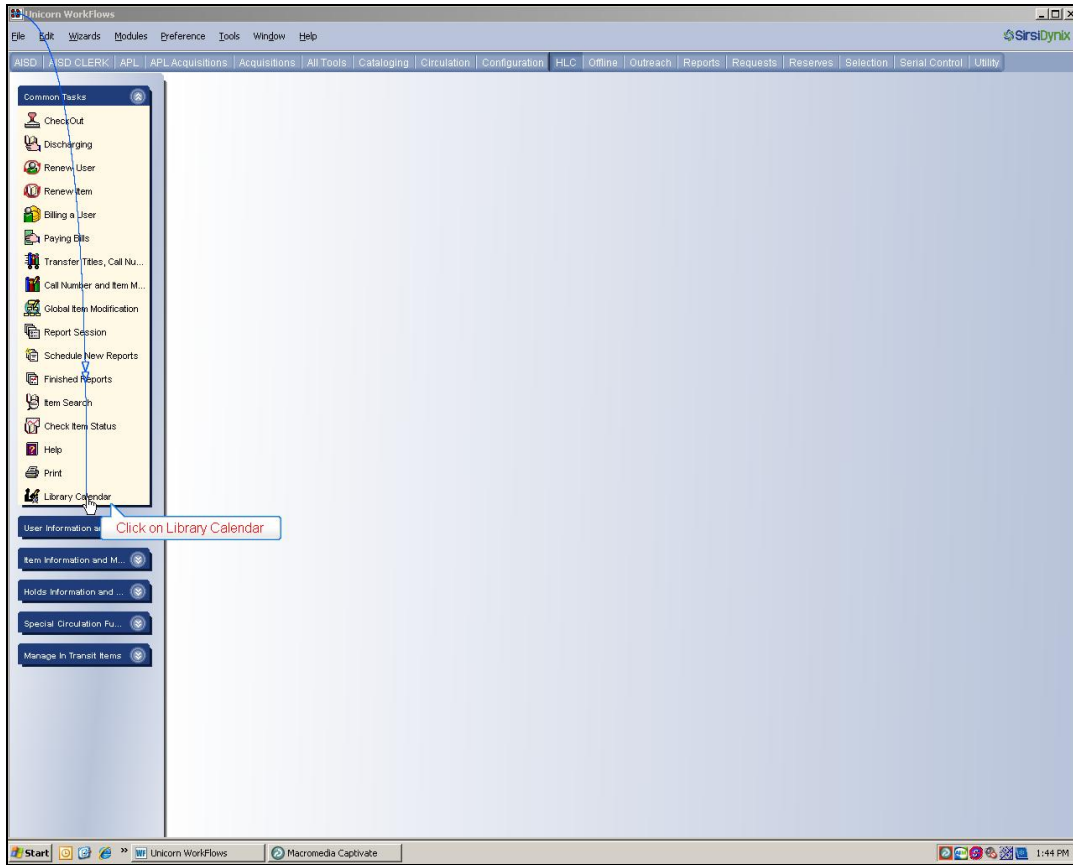 Unicorn WorkFlows
File Edit Wizards Modules Preference Tools Window Help
SirsiDynix
AISD AISD CLERK APL APL Acquisitions Acquisitions All Tools Cataloging Circulation Configuration HLC Offline Outreach Reports Requests Reserves Selection Serial Control Utility
Common Tasks
CheckOut
Discharging
Renew User
Renew Item
Billing a User
Paying Bills
Transfer Titles, Call Nu...
Call Number and Item M...
Global Item Modification
Report Session
Schedule New Reports
Finished Reports
Item Search
Check Item Status
Help
Print
Library Calendar
User Information a
Click on Library Calendar
Item Information and M...
Holds Information and ...
Special Circulation Fu...
Manage In Transit Items
Start » WF Unicorn WorkFlows Macromedia Captivate 1:44 PM